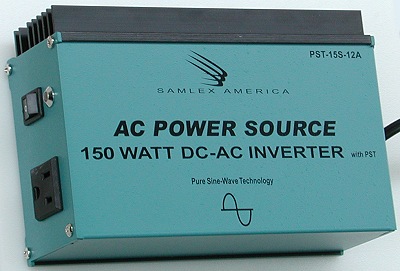 PST-15S-12A
SAMLEX AMERICA
AC POWER SOURCE
150 WATT DC-AC INVERTER with PST
Pure Sine-Wave Technology